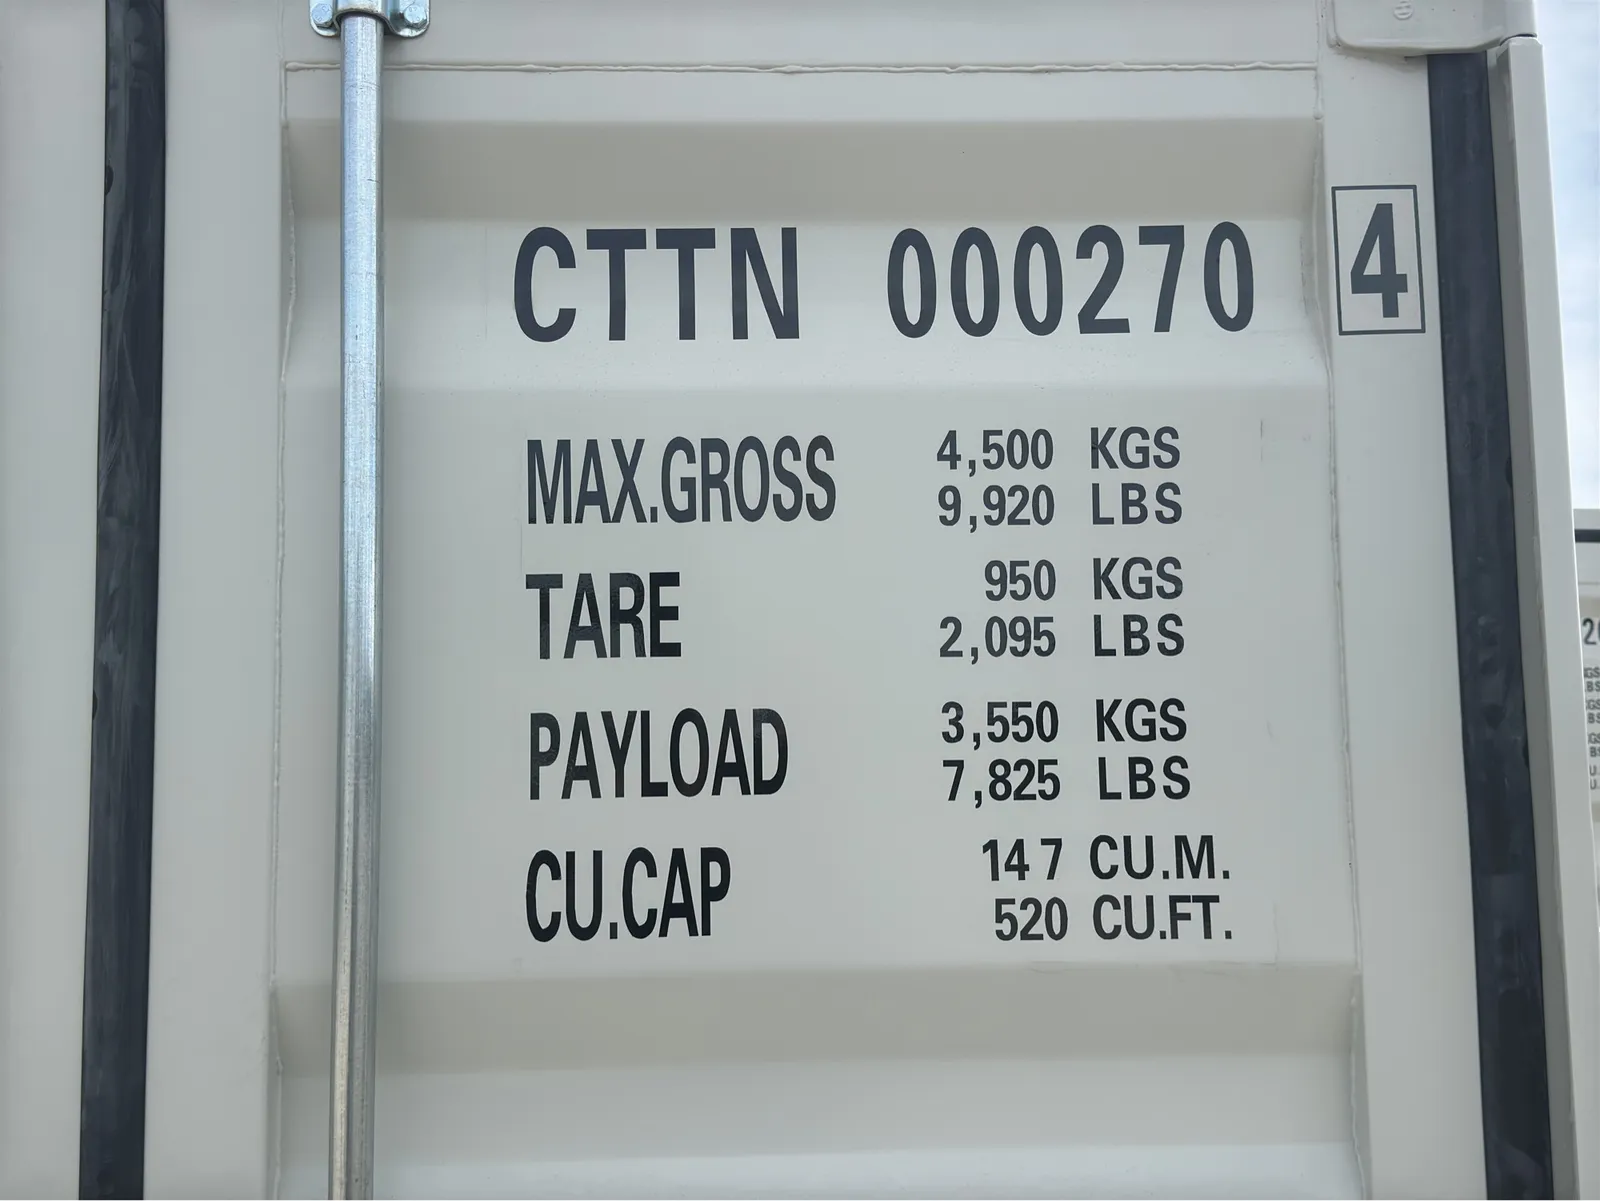 CTTN 000270 4
MAX.GROSS 4,500 KGS
9,920 LBS
TARE 950 KGS
2,095 LBS
PAYLOAD 3,550 KGS
7,825 LBS
CU.CAP 14 7 CU.M.
520 CU.FT.